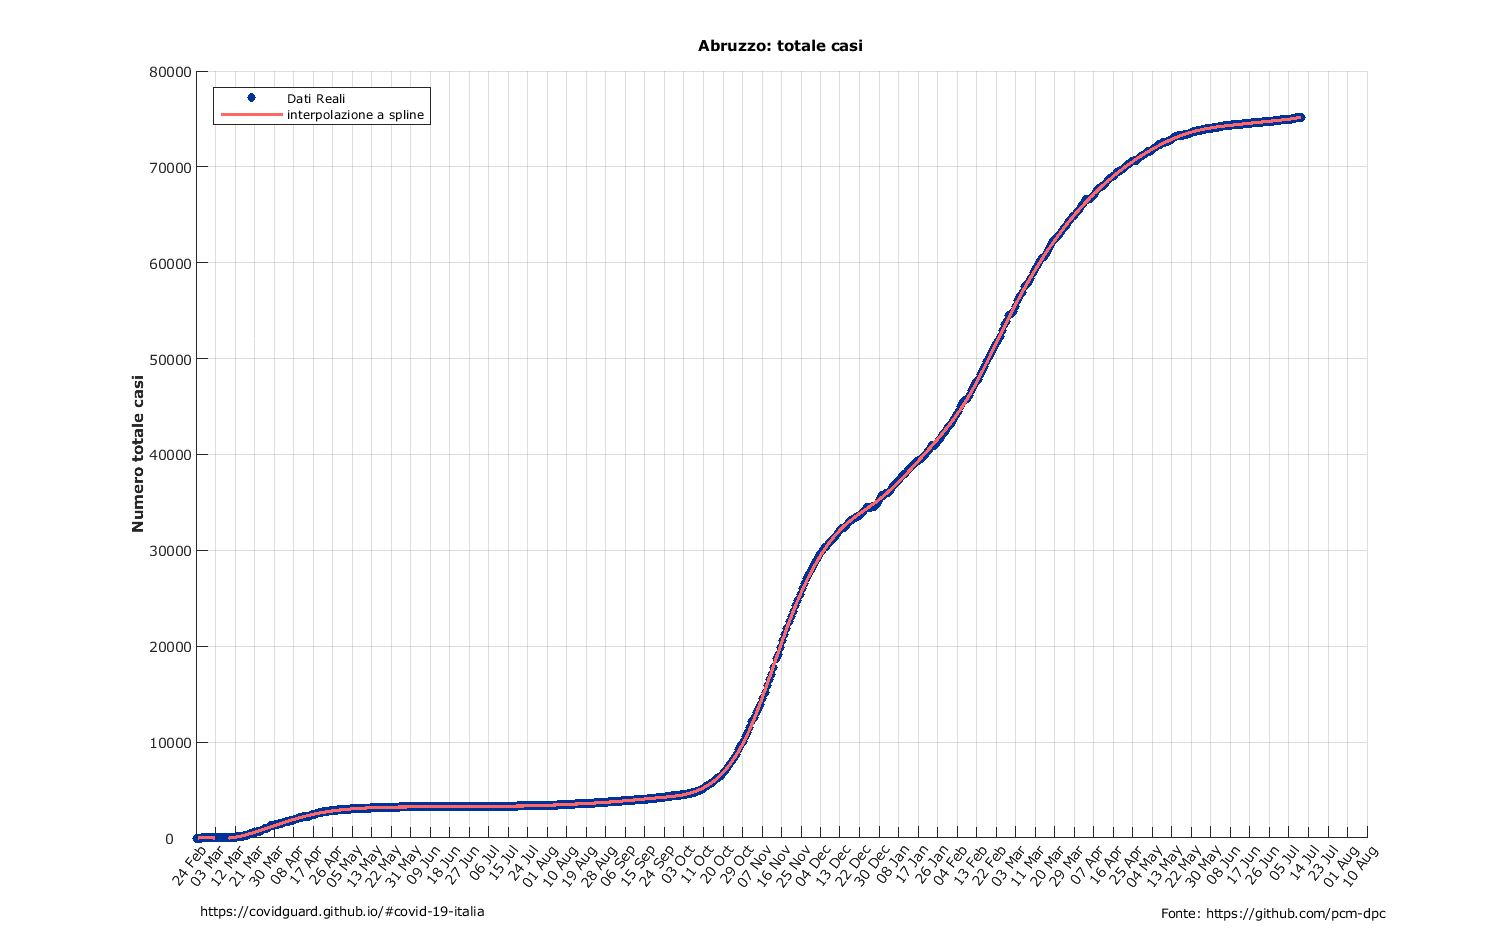 Abruzzo: totale casi
Dati Reali
interpolazione a spline
Numero totale casi
80000
70000
60000
50000
40000
30000
20000
10000
0
24 Feb
03 Mar
12 Mar
21 Mar
30 Mar
08 Apr
17 Apr
26 Apr
05 May
13 May
22 May
31 May
09 Jun
18 Jun
27 Jun
06 Jul
15 Jul
24 Jul
01 Aug
10 Aug
19 Aug
28 Aug
06 Sep
15 Sep
24 Sep
03 Oct
11 Oct
20 Oct
29 Oct
07 Nov
16 Nov
25 Nov
04 Dec
13 Dec
22 Dec
30 Dec
08 Jan
17 Jan
26 Jan
04 Feb
13 Feb
22 Feb
03 Mar
11 Mar
20 Mar
29 Mar
07 Apr
16 Apr
25 Apr
04 May
13 May
22 May
30 May
08 Jun
17 Jun
26 Jun
05 Jul
14 Jul
23 Jul
01 Aug
10 Aug
https://covidguard.github.io/#covid-19-italia
Fonte: https://github.com/pcm-dpc